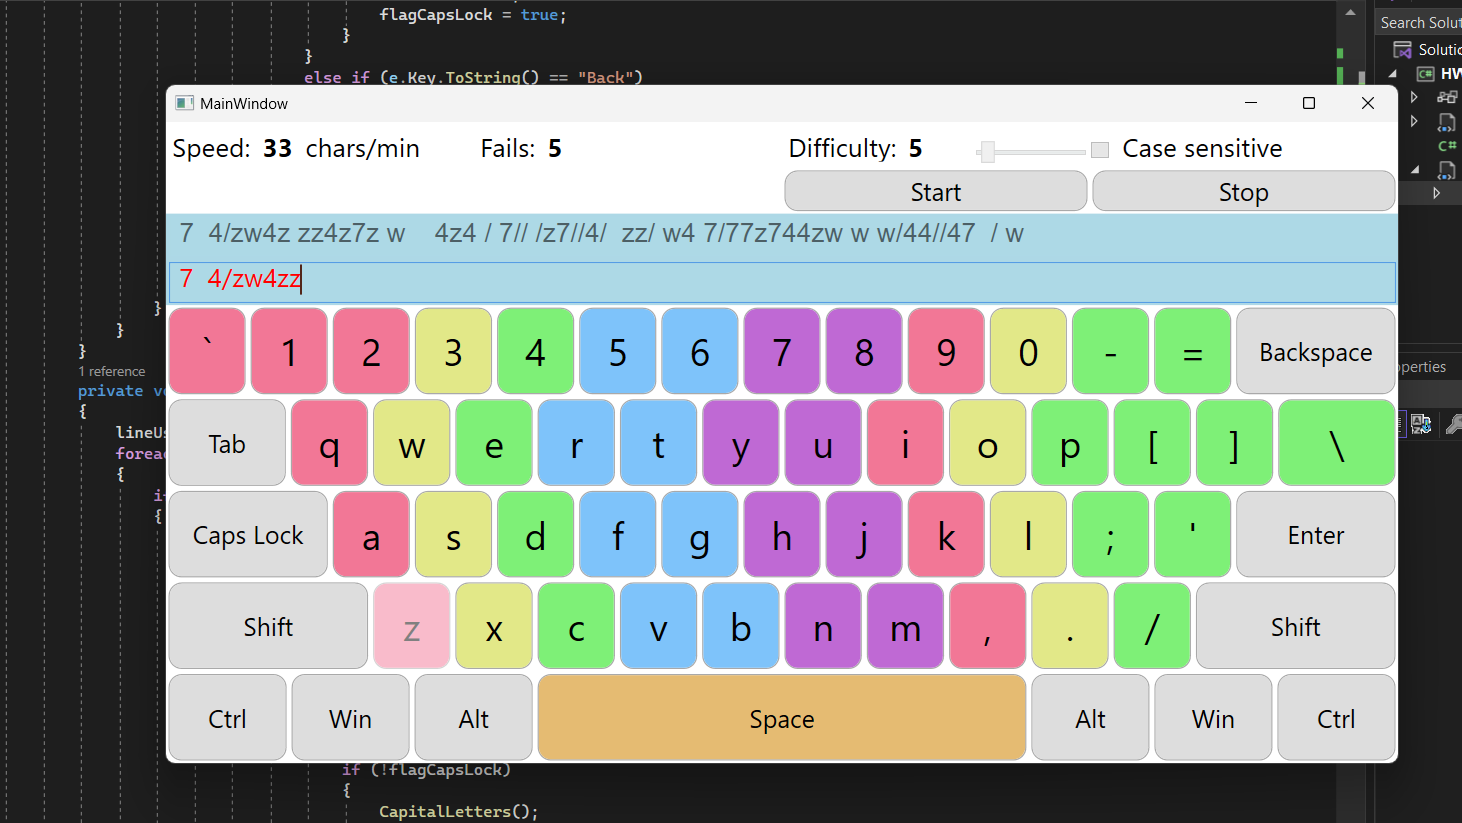 flagCapsLock = true;
}
}
else if (e.Key.ToString() == "Back")
Search Solut
Solutio
C# HW
C#
MainWindow
Speed: 33 chars/min Fails: 5 Difficulty: 5 Case sensitive
Start Stop
7  4/zw4z zz4z7z w    4z4 / 7// /z7//4/  zz/ w4 7/77z744zw w w/44//47  / w
7  4/zw4zz
` 1 2 3 4 5 6 7 8 9 0 - = Backspace
Tab q w e r t y u i o p [ ] \
Caps Lock a s d f g h j k l ; ' Enter
Shift z x c v b n m , . / Shift
Ctrl Win Alt Space Alt Win Ctrl
}
}
}
1 reference
private v
{
lineUs
foreac
{
i
{
operties
if (!flagCapsLock)
{
CapitalLetters();